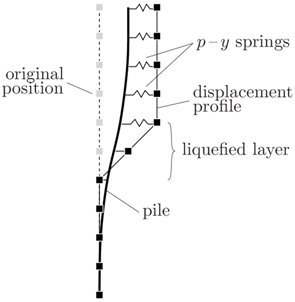 p – y springs
original
position
displacement
profile
liquefied layer
pile